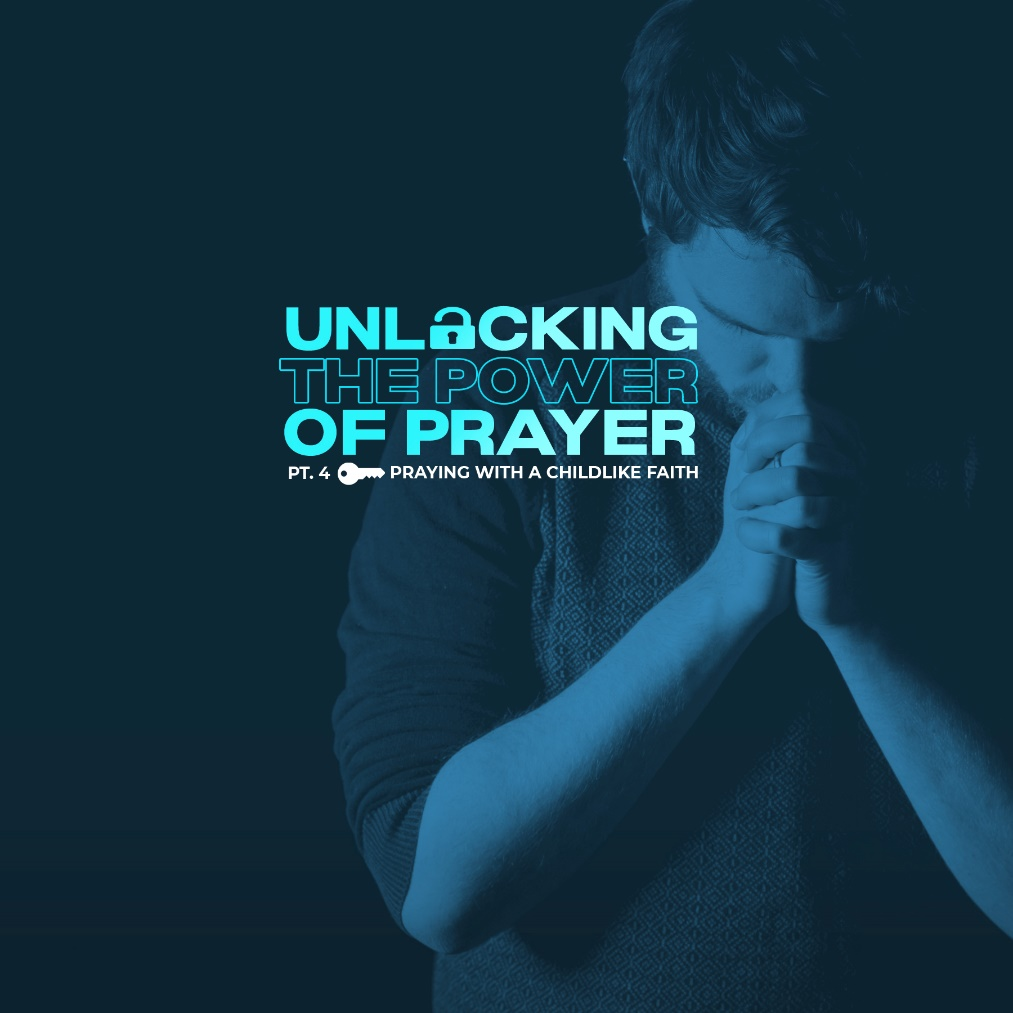 UNLOCKING
THE POWER
OF PRAYER
PT. 4 PRAYING WITH A CHILDLIKE FAITH